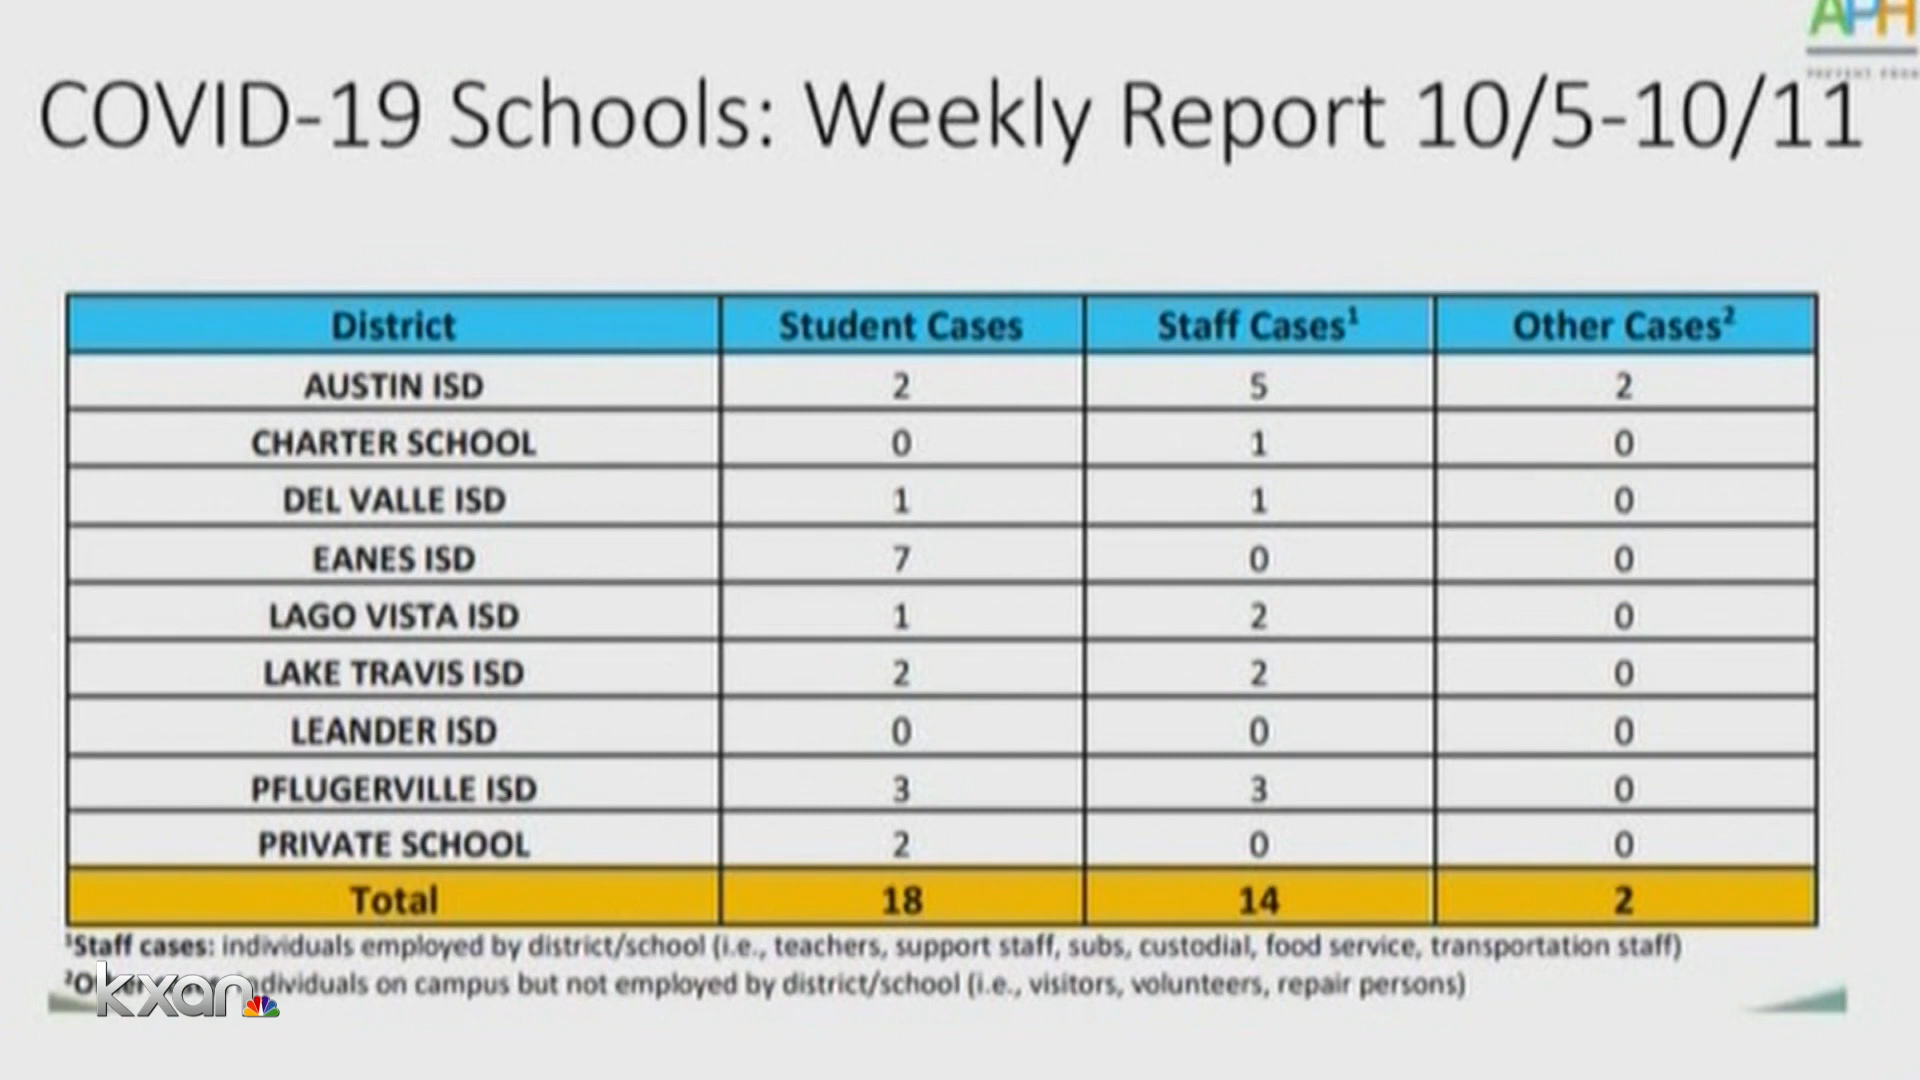 APH
COVID-19 Schools: Weekly Report 10/5-10/11
District Student Cases Staff Cases¹ Other Cases²
AUSTIN ISD 2 5 2
CHARTER SCHOOL 0 1 0
DEL VALLE ISD 1 1 0
EANES ISD 7 0 0
LAGO VISTA ISD 1 2 0
LAKE TRAVIS ISD 2 2 0
LEANDER ISD 0 0 0
PFLUGERVILLE ISD 3 3 0
PRIVATE SCHOOL 2 0 0
Total 18 14 2
¹Staff cases: individuals employed by district/school (i.e., teachers, support staff, subs, custodial, food service, transportation staff)
on campus but not employed by district/school (i.e., visitors, volunteers, repair persons)
kxan